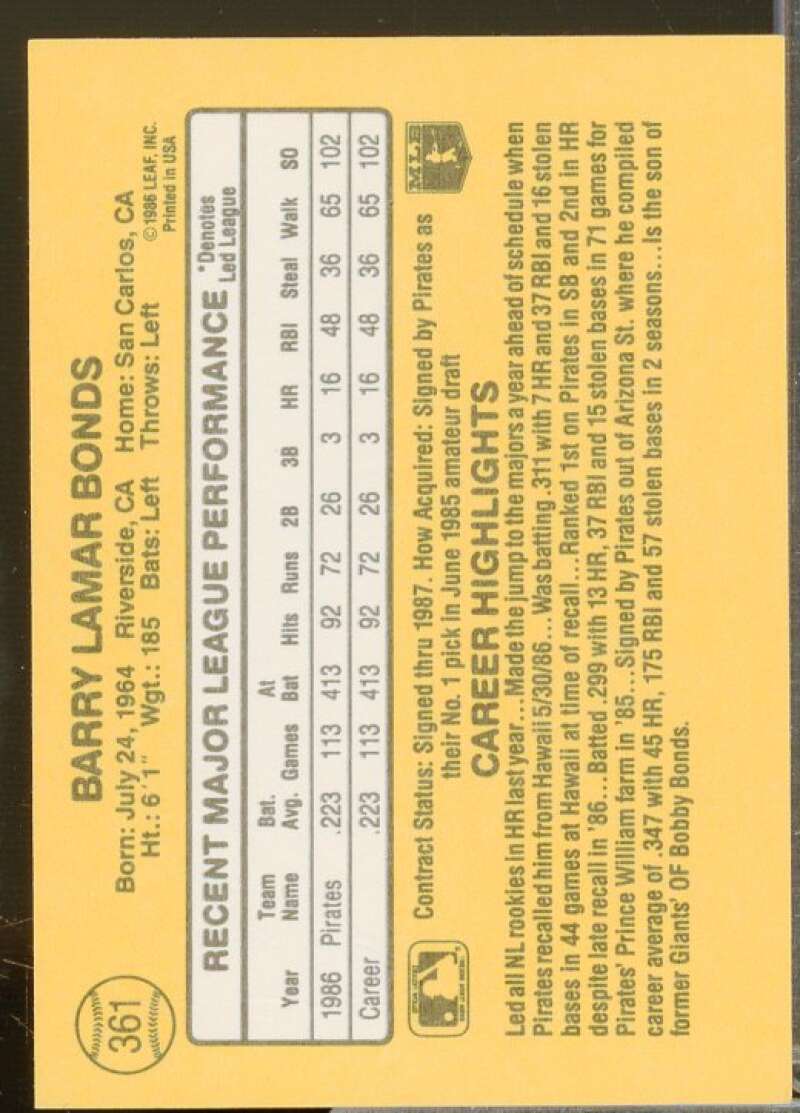 361
BARRY LAMAR BONDS
Born: July 24, 1964 Riverside, CA Home: San Carlos, CA
Ht.: 6'1" Wgt.: 185 Bats: Left Throws: Left
©1986 LEAF, INC.
Printed in USA
RECENT MAJOR LEAGUE PERFORMANCE
*Denotes
Led League
Year Team Name Bat. Avg. Games At Bat Hits Runs 2B 3B HR RBI Steal Walk SO
1986 Pirates .223 113 413 92 72 26 3 16 48 36 65 102
Career .223 113 413 92 72 26 3 16 48 36 65 102
Contract Status: Signed thru 1987. How Acquired: Signed by Pirates as
their No. 1 pick in June 1985 amateur draft
MLB
CAREER HIGHLIGHTS
Led all NL rookies in HR last year...Made the jump to the majors a year ahead of schedule when
Pirates recalled him from Hawaii 5/30/86...Was batting .311 with 7 HR and 37 RBI and 16 stolen
bases in 44 games at Hawaii at time of recall...Ranked 1st on Pirates in SB and 2nd in HR
despite late recall in '86...Batted .299 with 13 HR, 37 RBI and 15 stolen bases in 71 games for
Pirates' Prince William farm in '85...Signed by Pirates out of Arizona St. where he compiled
career average of .347 with 45 HR, 175 RBI and 57 stolen bases in 2 seasons...Is the son of
former Giants' OF Bobby Bonds.